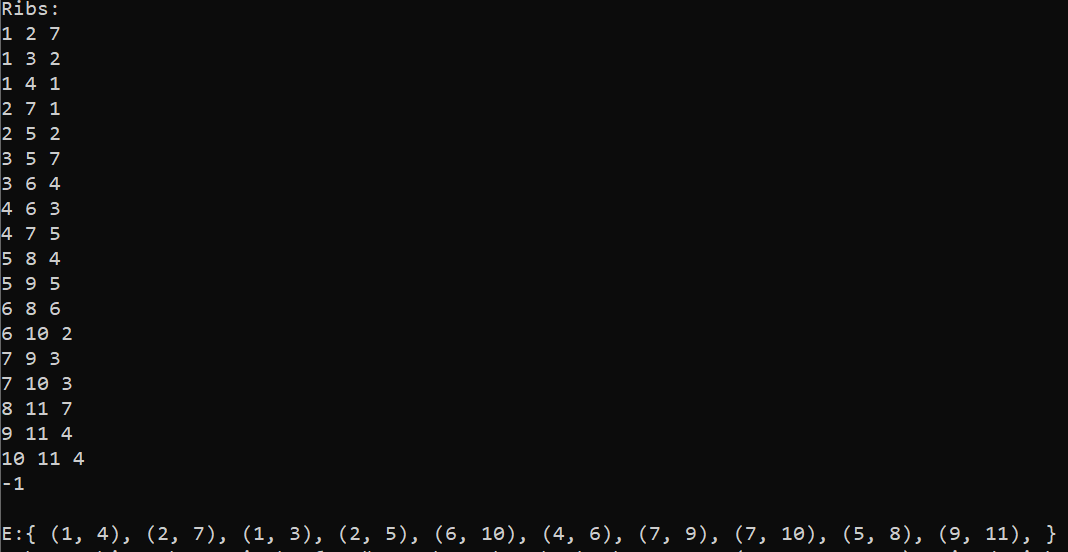 Ribs:
1 2 7
1 3 2
1 4 1
2 7 1
2 5 2
3 5 7
3 6 4
4 6 3
4 7 5
5 8 4
5 9 5
6 8 6
6 10 2
7 9 3
7 10 3
8 11 7
9 11 4
10 11 4
-1
E:{ (1, 4), (2, 7), (1, 3), (2, 5), (6, 10), (4, 6), (7, 9), (7, 10), (5, 8), (9, 11), }